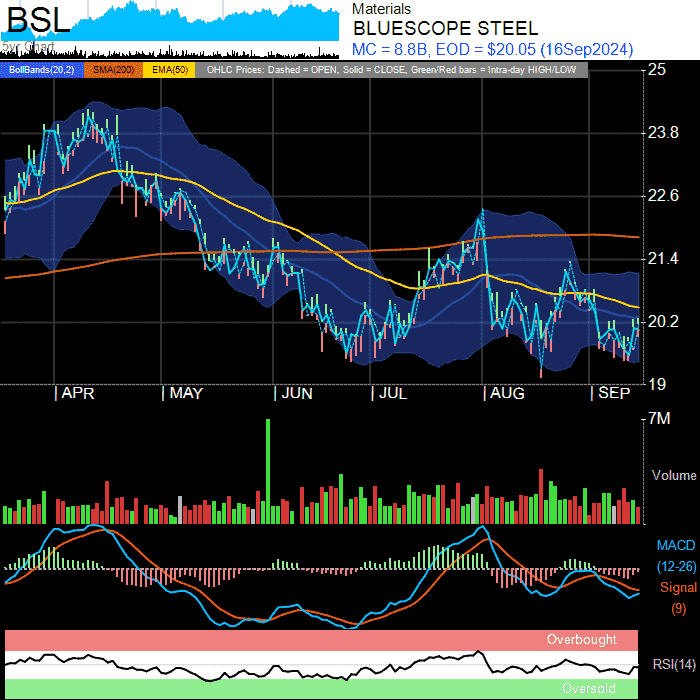 BSL
Materials
BLUESCOPE STEEL
MC = 8.8B, EOD = $20.05 (16Sep2024)
BollBands(20,2) SMA(200) EMA(50) OHLC Prices: Dashed = OPEN, Solid = CLOSE, Green/Red bars = Intra-day HIGH/LOW
25
23.8
22.6
21.4
20.2
19
APR MAY JUN JUL AUG SEP
7M
Volume
MACD
(12-26)
Signal
(9)
Overbought
RSI(14)
Oversold